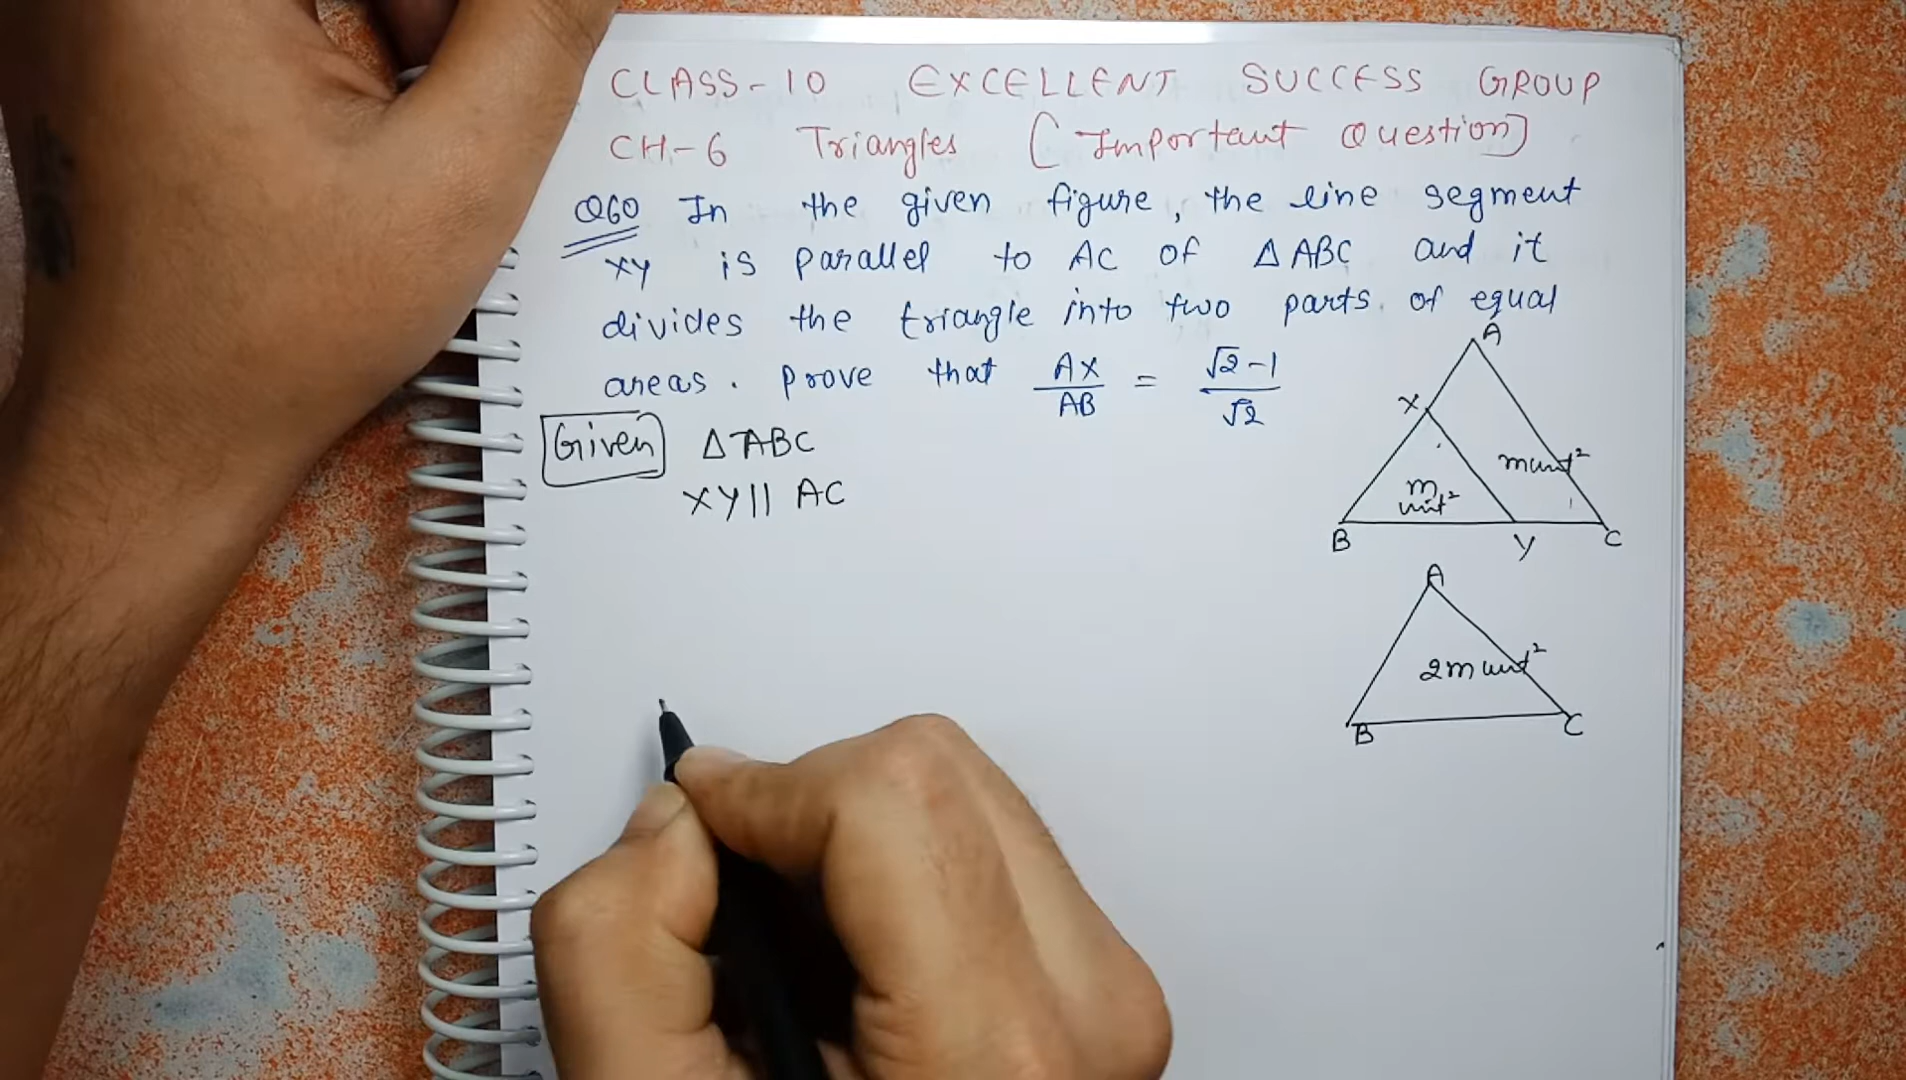 CLASS-10 EXCELLENT SUCCESS GROUP
CH-6 Triangles (Important Question)
Q60 In the given figure, the line segment
XY is parallel to AC of △ABC and it
divides the triangle into two parts of equal
areas. Prove that AX/AB = √2-1/√2
Given △ABC
XY || AC
A
X
m unit²
m unit²
B
Y
C
A
2m unit²
B
C